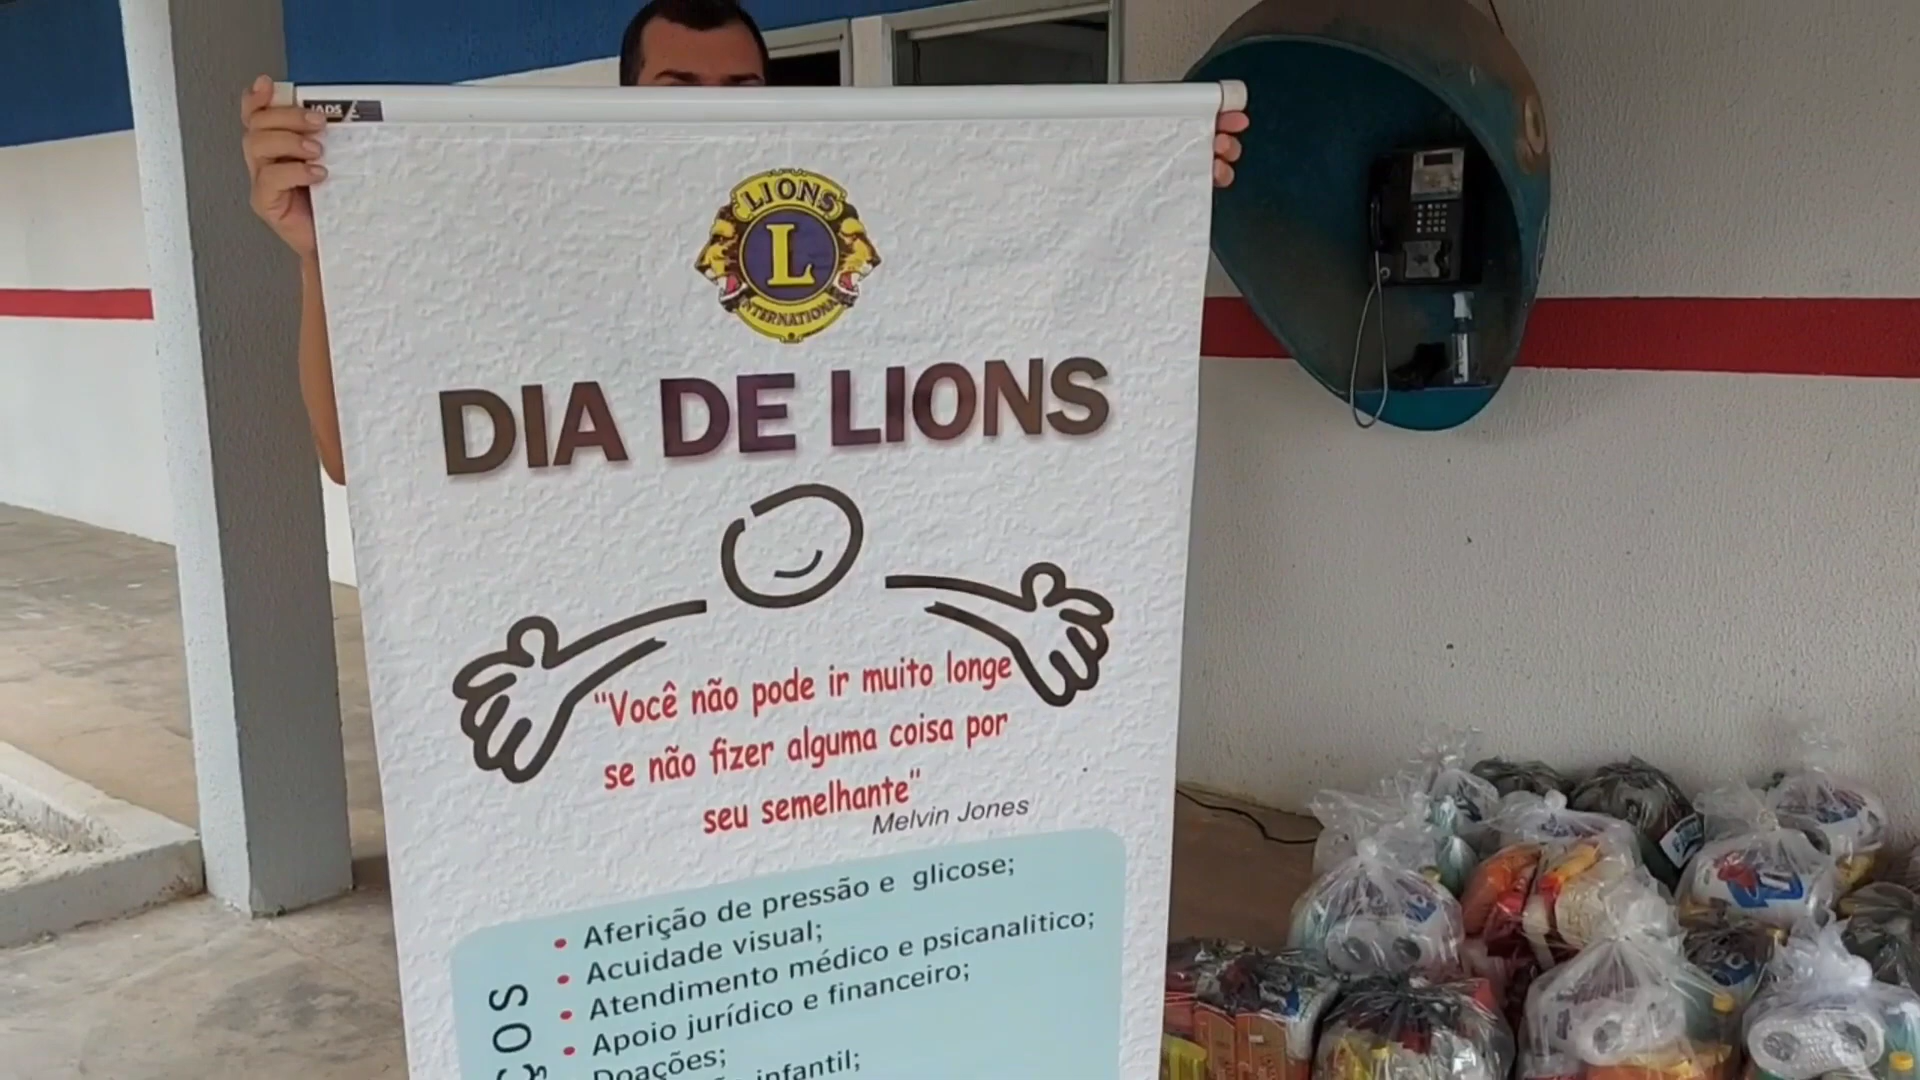 LIONS
L
INTERNATIONAL
DIA DE LIONS
"Você não pode ir muito longe
se não fizer alguma coisa por
seu semelhante"
Melvin Jones
• Aferição de pressão e glicose;
• Acuidade visual;
• Atendimento médico e psicanalitico;
• Apoio jurídico e financeiro;
Doações;
infantil;